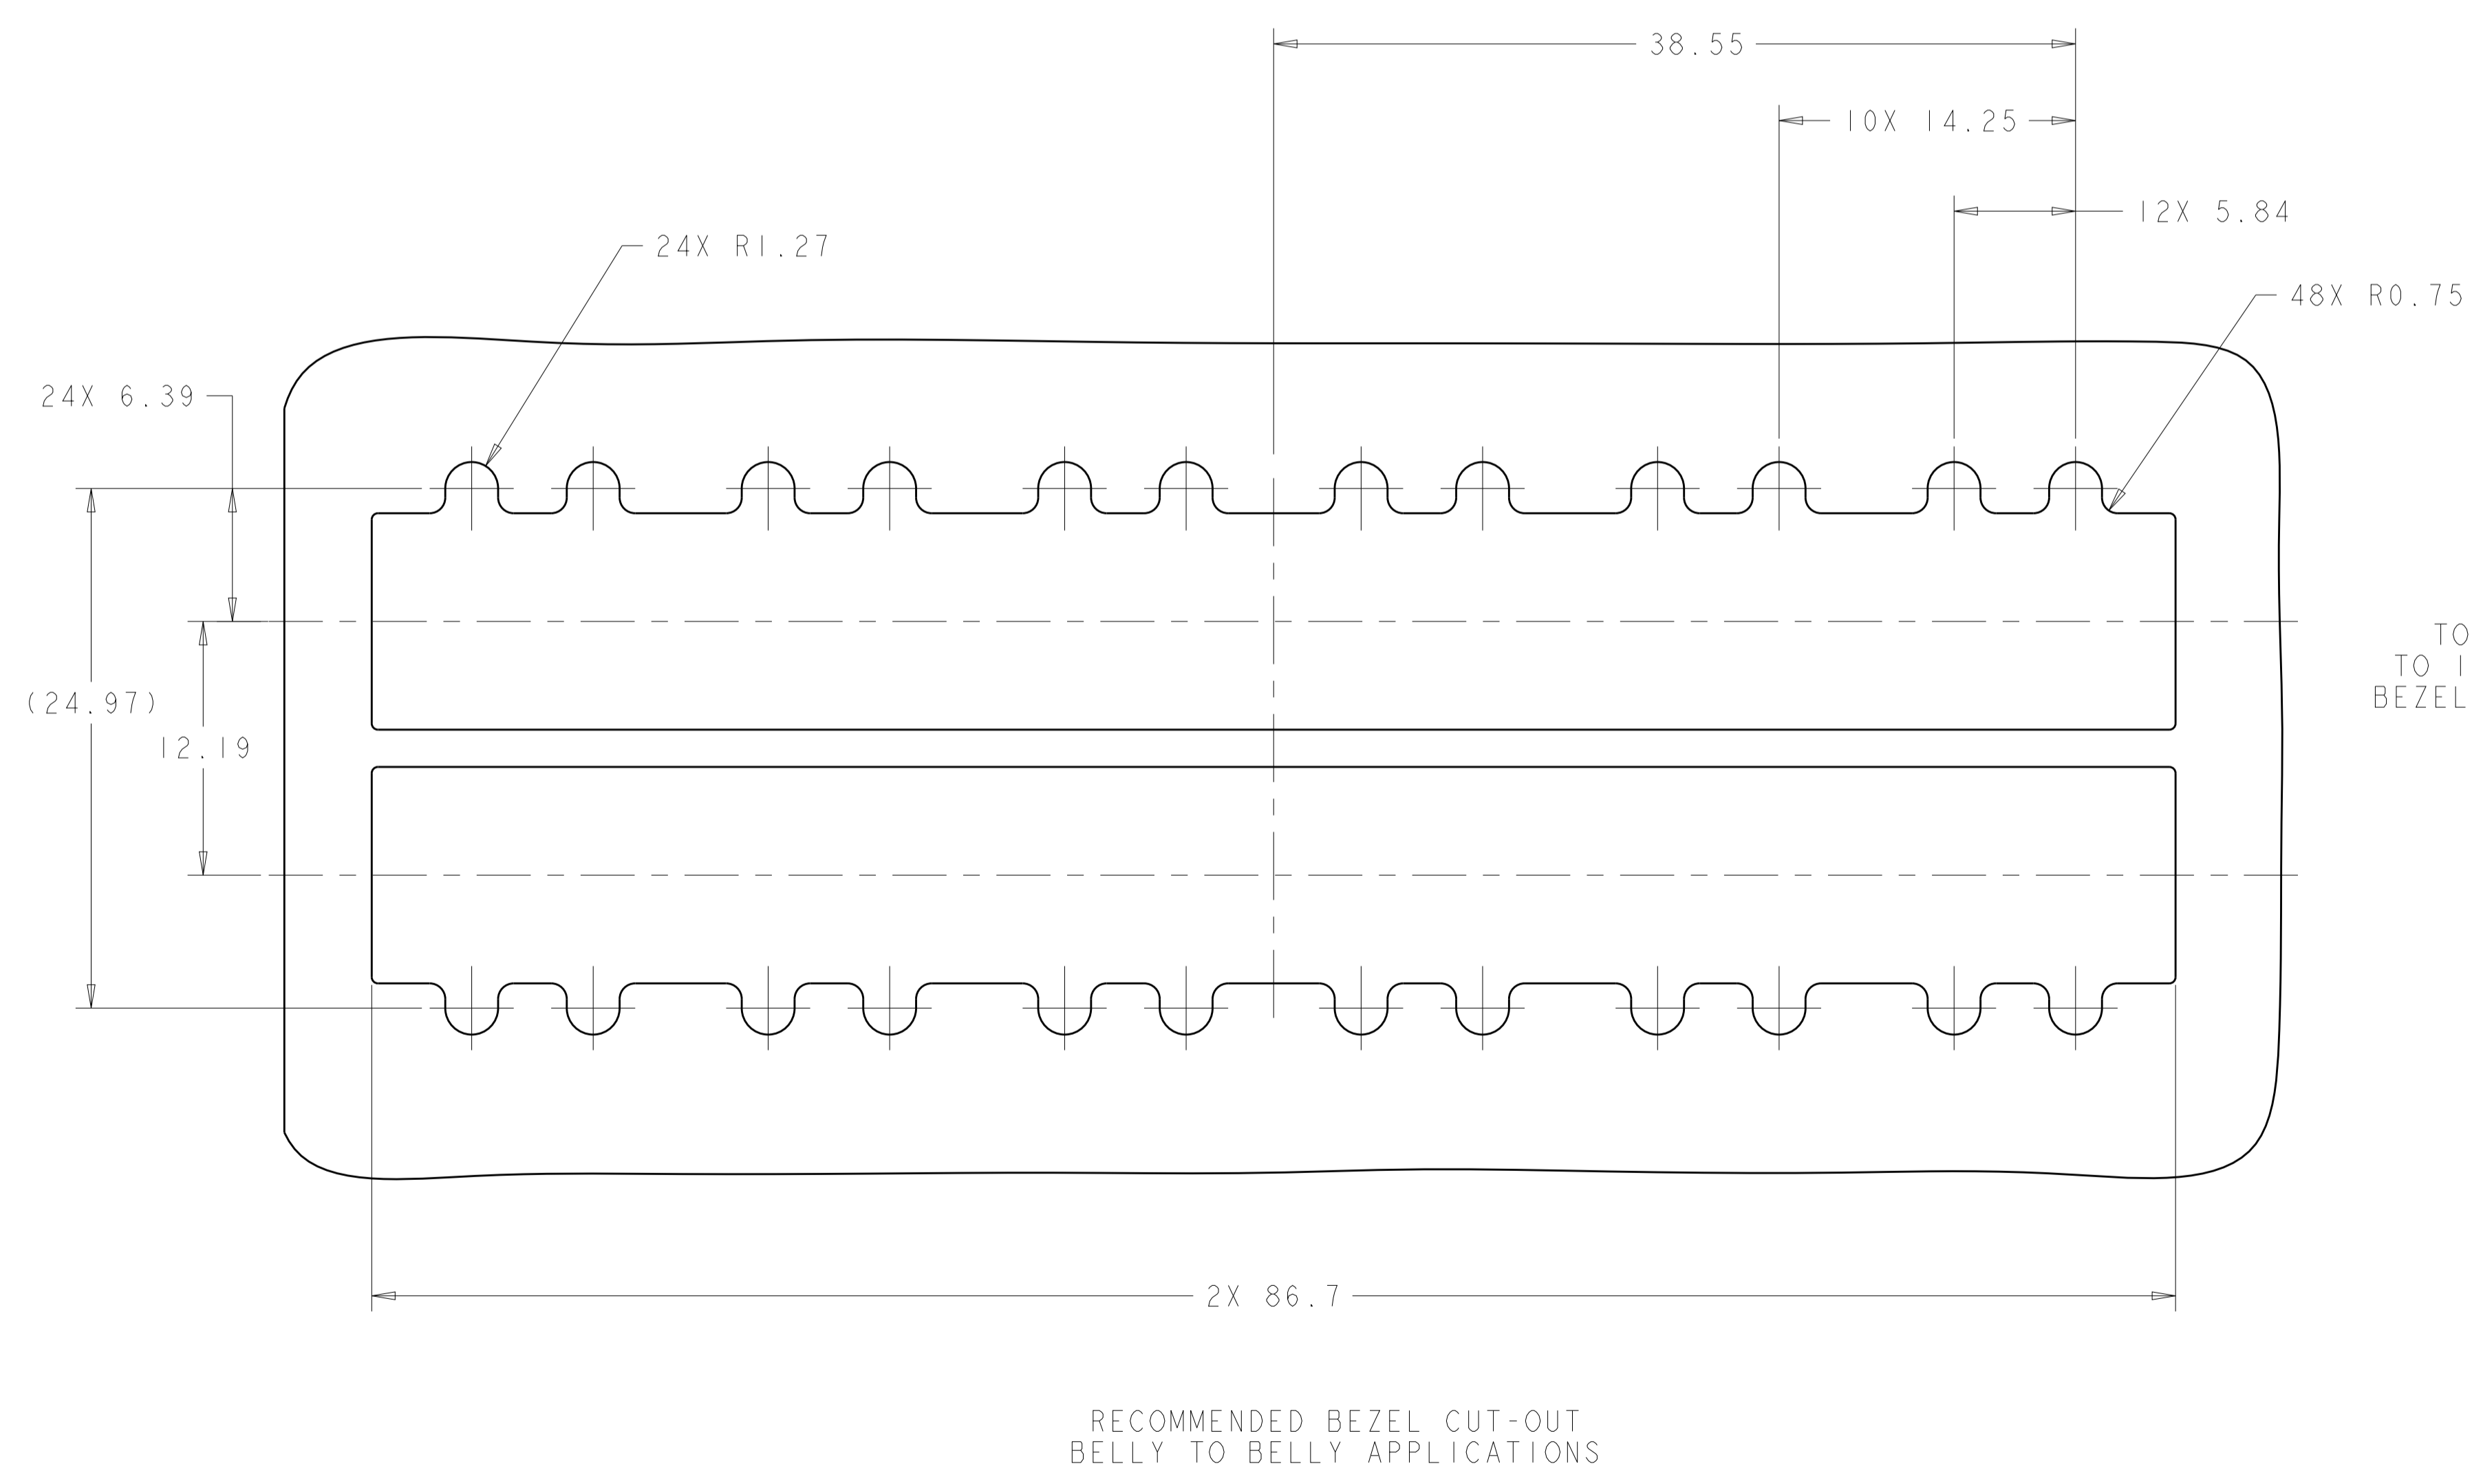 38.55
10X 14.25
12X 5.84
24X R1.27
48X R0.75
24X 6.39
TO
TO 1
BEZEL
(24.97)
12.19
2X 86.7
RECOMMENDED BEZEL CUT-OUT
BELLY TO BELLY APPLICATIONS